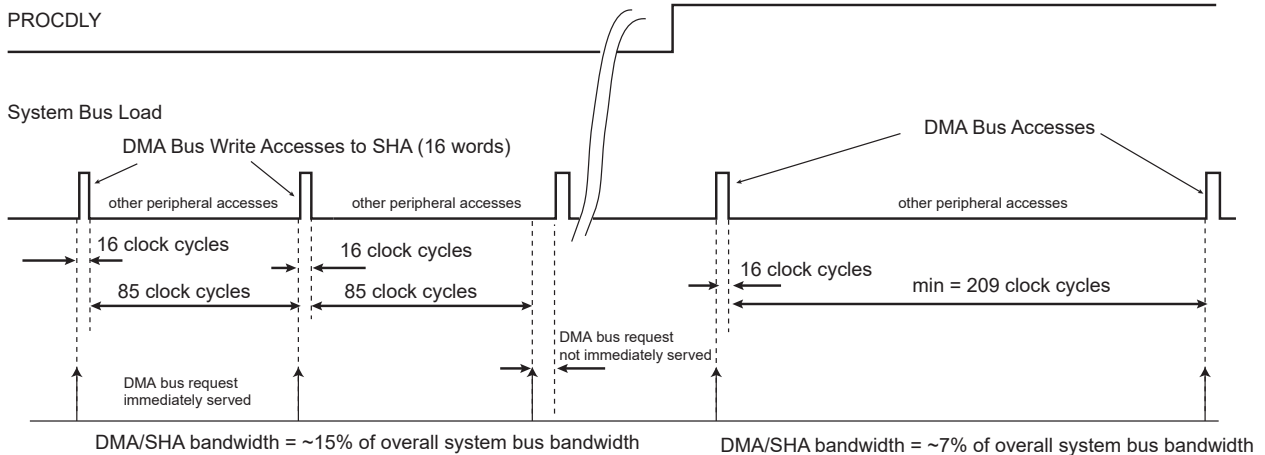 PROCDLY
System Bus Load
DMA Bus Write Accesses to SHA (16 words)
DMA Bus Accesses
other peripheral accesses
other peripheral accesses
other peripheral accesses
16 clock cycles
16 clock cycles
16 clock cycles
85 clock cycles
85 clock cycles
min = 209 clock cycles
DMA bus request
not immediately served
DMA bus request
immediately served
DMA/SHA bandwidth = ~15% of overall system bus bandwidth
DMA/SHA bandwidth = ~7% of overall system bus bandwidth